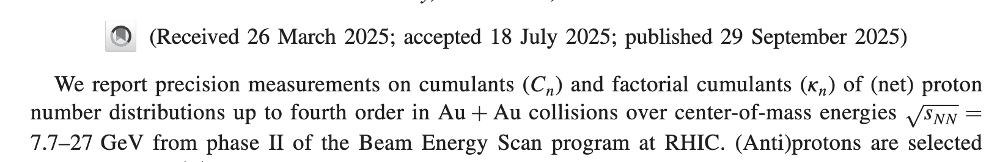 (Received 26 March 2025; accepted 18 July 2025; published 29 September 2025)
We report precision measurements on cumulants (Cₙ) and factorial cumulants (κₙ) of (net) proton
number distributions up to fourth order in Au + Au collisions over center-of-mass energies √sNN =
7.7–27 GeV from phase II of the Beam Energy Scan program at RHIC. (Anti)protons are selected